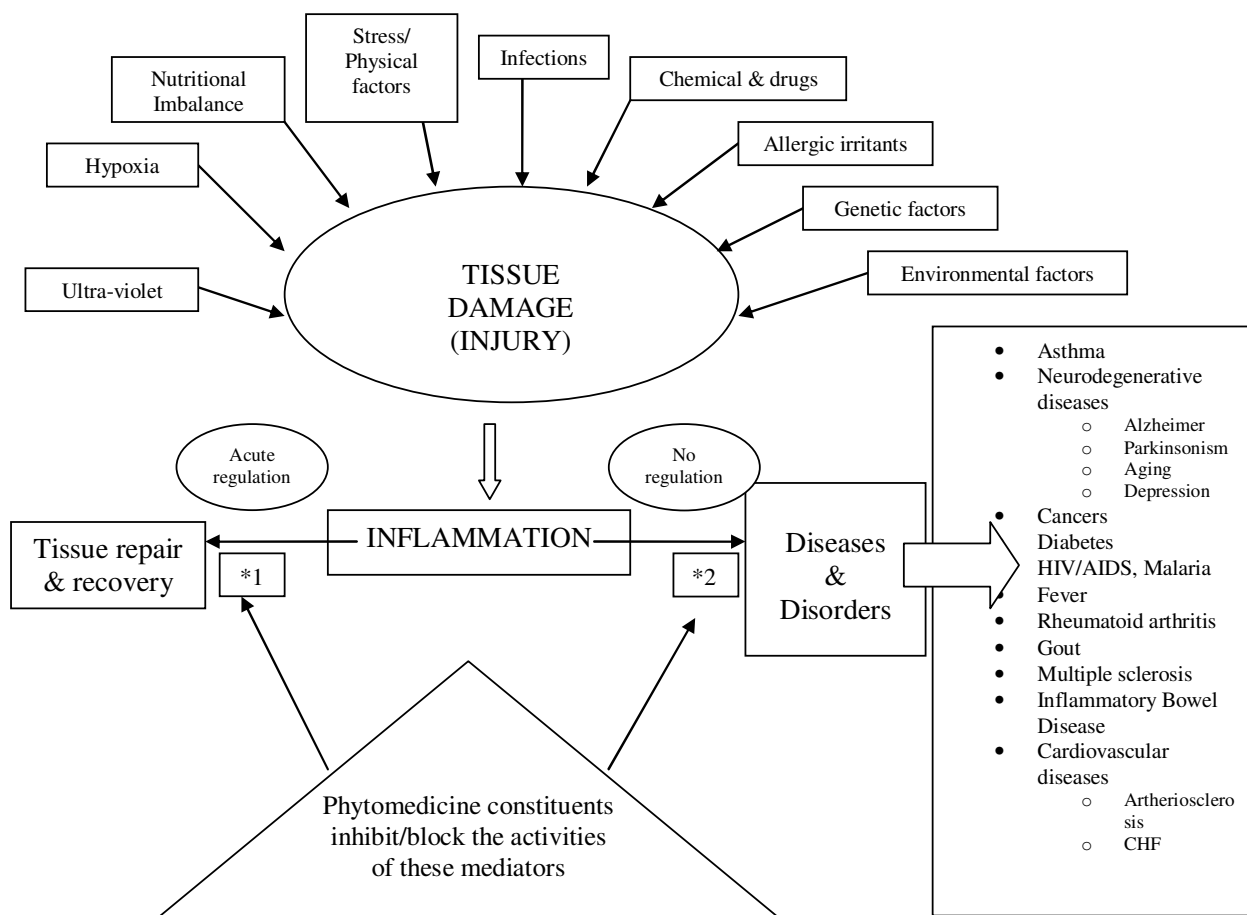 Stress/
Physical
factors
Infections
Chemical & drugs
Nutritional
Imbalance
Allergic irritants
Hypoxia
Genetic factors
Environmental factors
Ultra-violet
TISSUE
DAMAGE
(INJURY)
Acute
regulation
No
regulation
INFLAMMATION
Tissue repair
& recovery
*1
*2
Diseases
&
Disorders
• Asthma
• Neurodegenerative
diseases
o Alzheimer
o Parkinsonism
o Aging
o Depression
• Cancers
Diabetes
HIV/AIDS, Malaria
• Fever
• Rheumatoid arthritis
• Gout
• Multiple sclerosis
• Inflammatory Bowel
Disease
• Cardiovascular
diseases
o Artheriosclero
sis
o CHF
Phytomedicine constituents
inhibit/block the activities
of these mediators